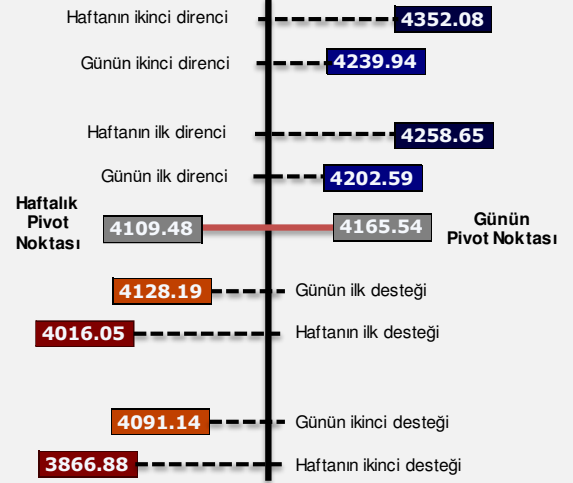 Haftanın ikinci direnci 4352.08
Günün ikinci direnci 4239.94
Haftanın ilk direnci 4258.65
Günün ilk direnci 4202.59
Haftalık
Pivot
Noktası
4109.48
4165.54
Günün
Pivot Noktası
4128.19 Günün ilk desteği
4016.05 Haftanın ilk desteği
4091.14 Günün ikinci desteği
3866.88 Haftanın ikinci desteği